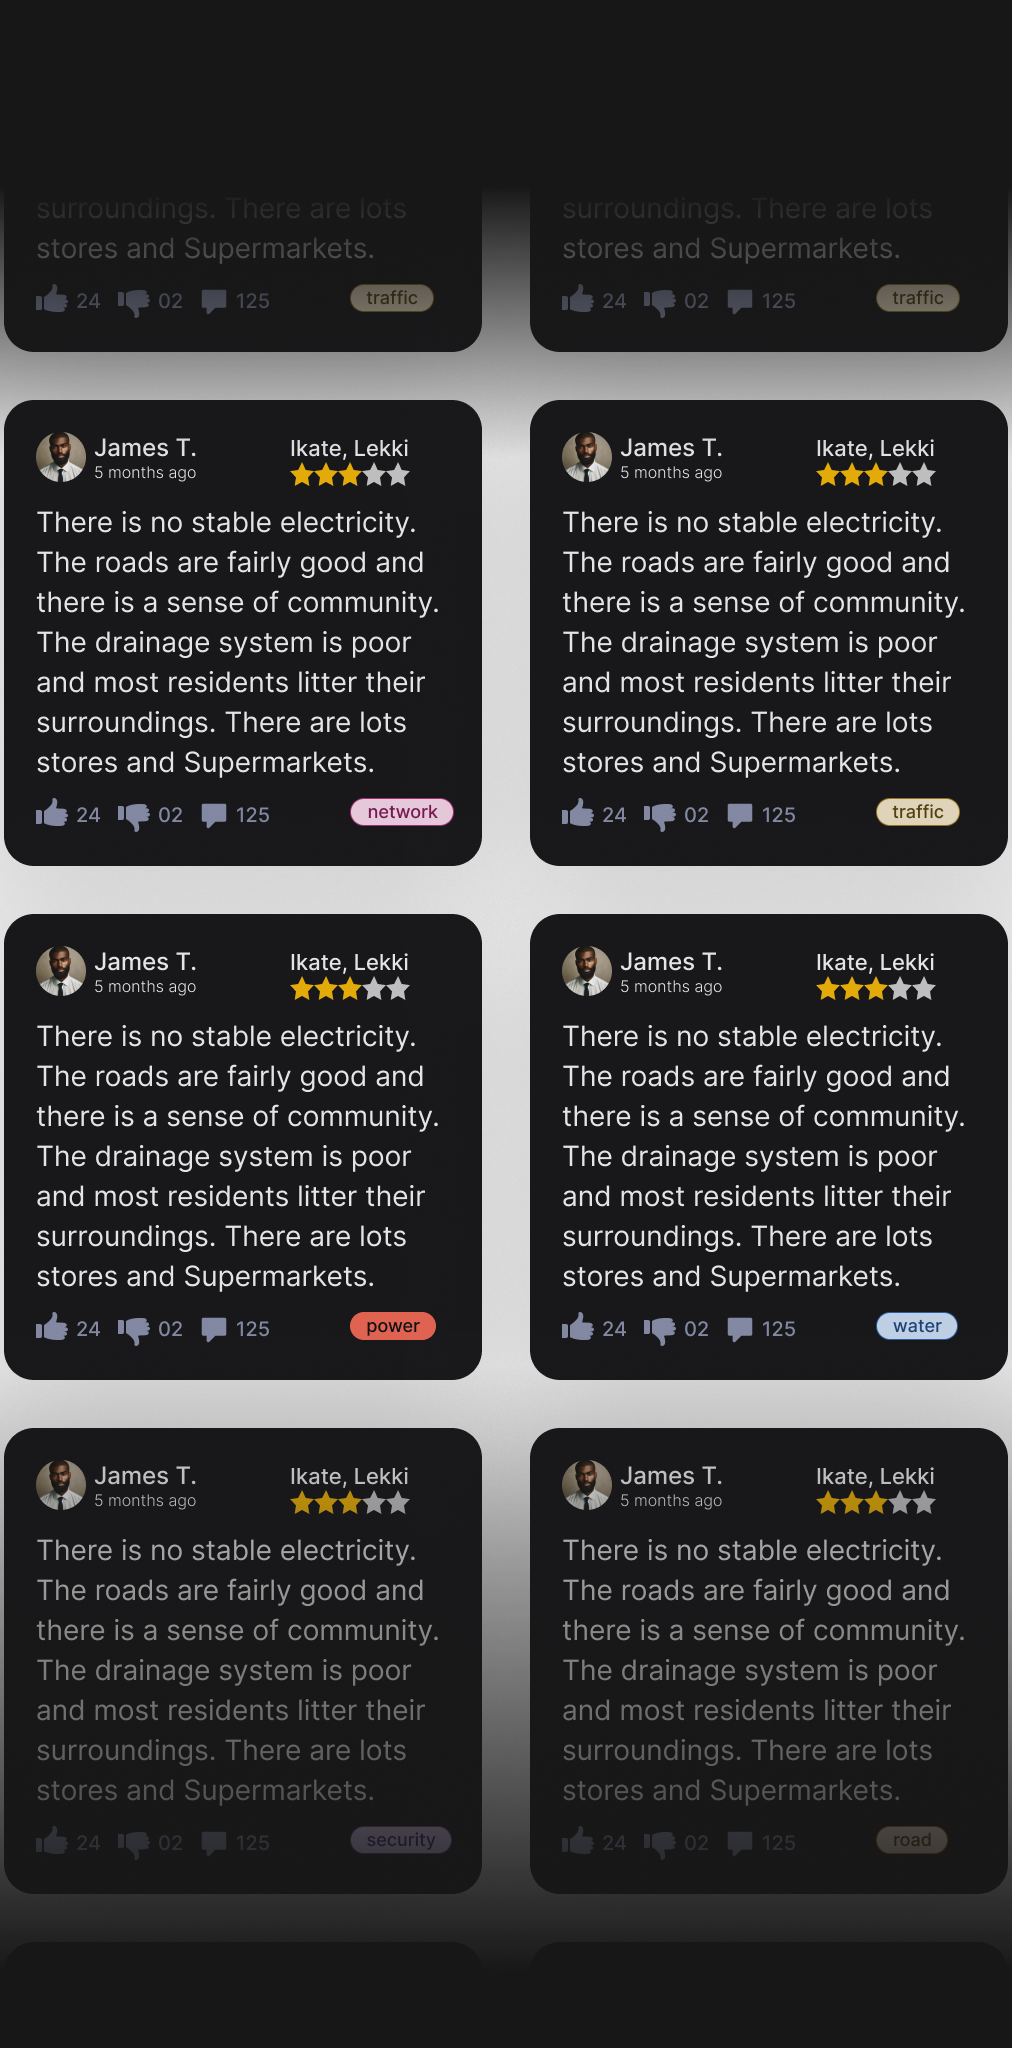 surroundings. There are lots
stores and Supermarkets.
24 02 125 traffic
surroundings. There are lots
stores and Supermarkets.
24 02 125 traffic
James T. Ikate, Lekki
5 months ago
There is no stable electricity.
The roads are fairly good and
there is a sense of community.
The drainage system is poor
and most residents litter their
surroundings. There are lots
stores and Supermarkets.
24 02 125 network
James T. Ikate, Lekki
5 months ago
There is no stable electricity.
The roads are fairly good and
there is a sense of community.
The drainage system is poor
and most residents litter their
surroundings. There are lots
stores and Supermarkets.
24 02 125 traffic
James T. Ikate, Lekki
5 months ago
There is no stable electricity.
The roads are fairly good and
there is a sense of community.
The drainage system is poor
and most residents litter their
surroundings. There are lots
stores and Supermarkets.
24 02 125 power
James T. Ikate, Lekki
5 months ago
There is no stable electricity.
The roads are fairly good and
there is a sense of community.
The drainage system is poor
and most residents litter their
surroundings. There are lots
stores and Supermarkets.
24 02 125 water
James T. Ikate, Lekki
5 months ago
There is no stable electricity.
The roads are fairly good and
there is a sense of community.
The drainage system is poor
and most residents litter their
surroundings. There are lots
stores and Supermarkets.
24 02 125 security
James T. Ikate, Lekki
5 months ago
There is no stable electricity.
The roads are fairly good and
there is a sense of community.
The drainage system is poor
and most residents litter their
surroundings. There are lots
stores and Supermarkets.
24 02 125 road